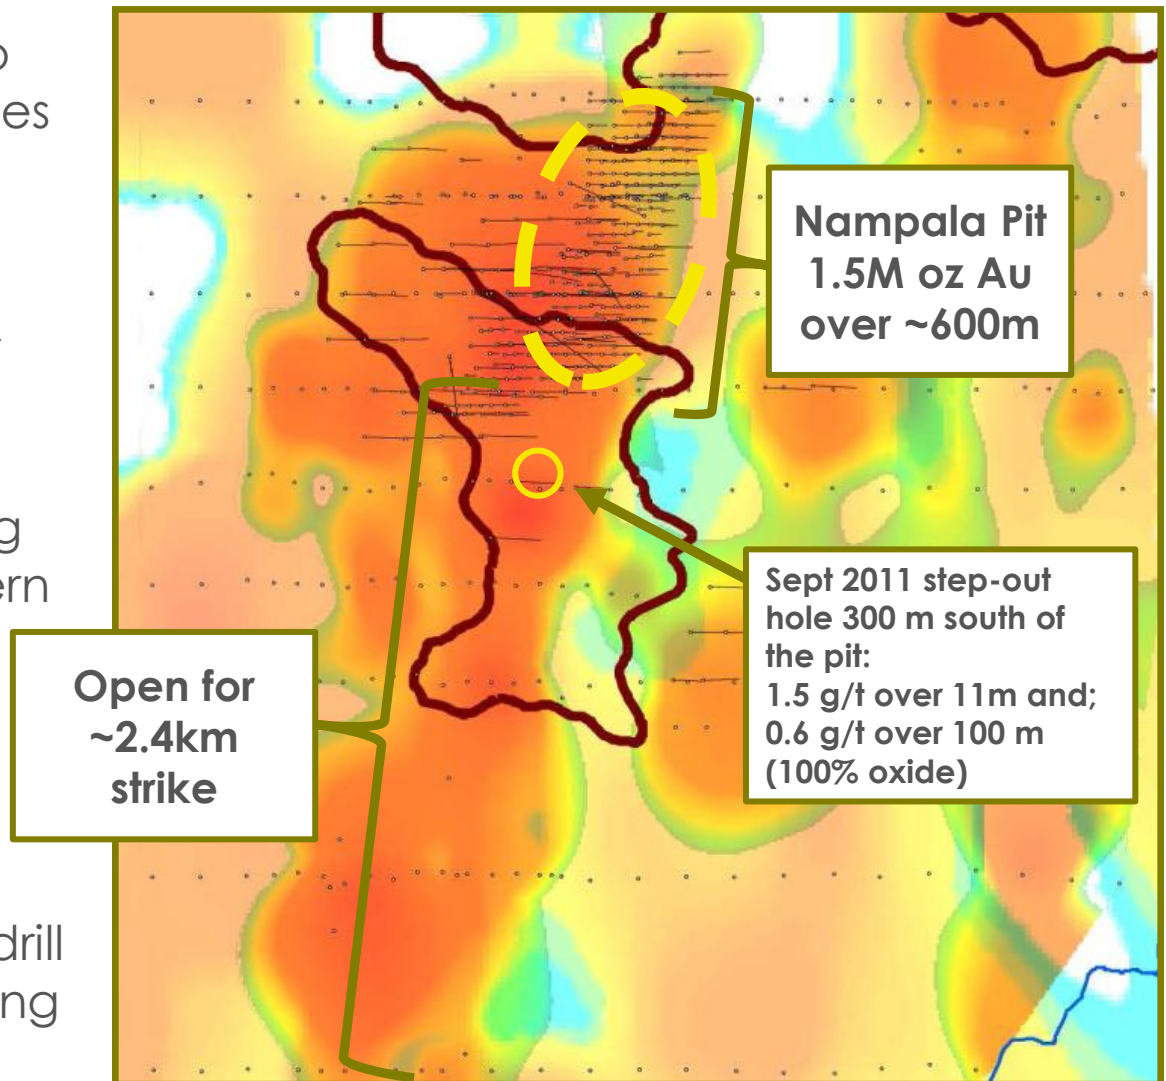 Nampala Pit
1.5M oz Au
over ~600m
Sept 2011 step-out
hole 300 m south of
the pit:
1.5 g/t over 11m and;
0.6 g/t over 100 m
(100% oxide)
Open for
~2.4km
strike
drill